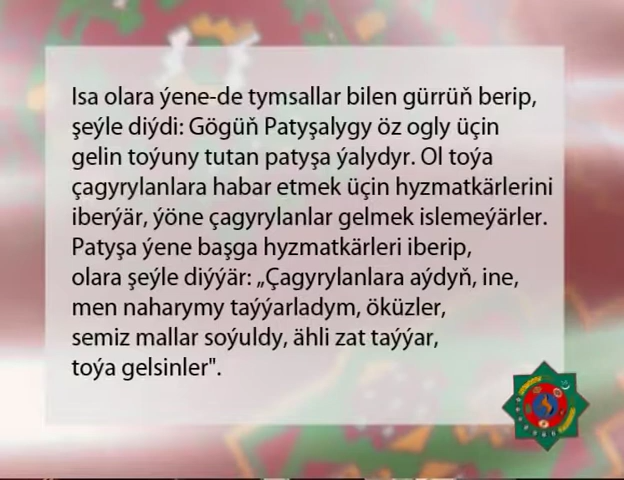 Isa olara ýene-de tymsallar bilen gürrüň berip,
şeýle diýdi: Gögüň Patyşalygy öz ogly üçin
gelin toýuny tutan patyşa ýalydyr. Ol toýa
çagyrylanlara habar etmek üçin hyzmatkärlerini
iberýär, ýöne çagyrylanlar gelmek islemeýärler.
Patyşa ýene başga hyzmatkärleri iberip,
olara şeýle diýýär: „Çagyrylanlara aýdyň, ine,
men naharymy taýýarladym, öküzler,
semiz mallar soýuldy, ähli zat taýýar,
toýa gelsinler".